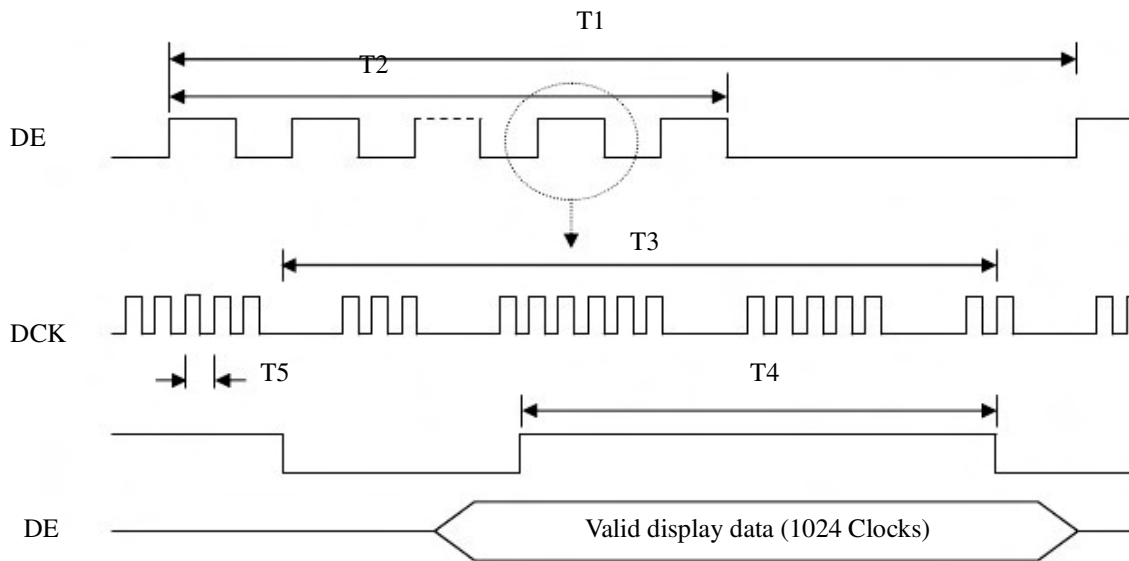 T1
T2
DE
T3
DCK
T5
T4
DE
Valid display data (1024 Clocks)